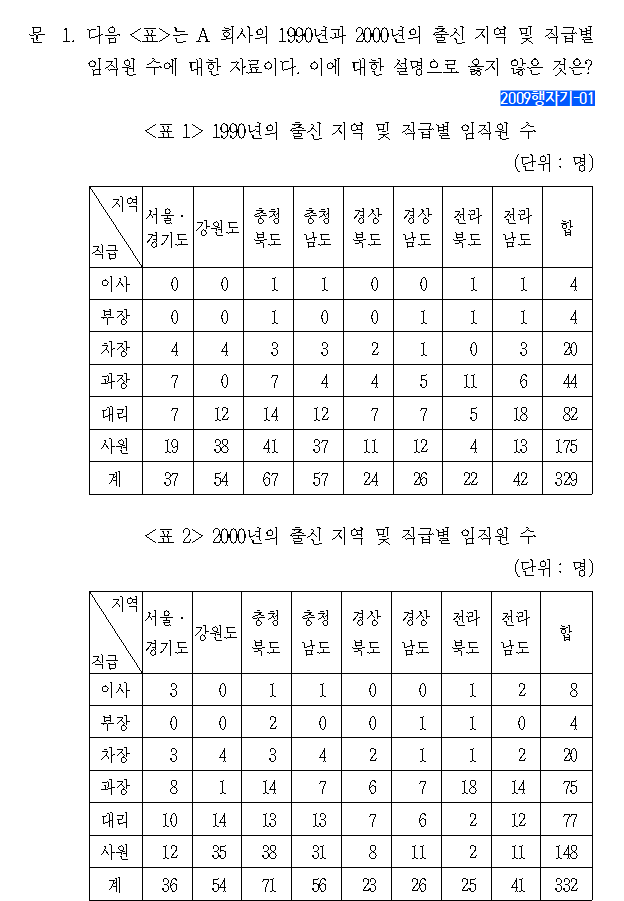 문 1. 다음 <표>는 A 회사의 1990년과 2000년의 출신 지역 및 직급별
임직원 수에 대한 자료이다. 이에 대한 설명으로 옳지 않은 것은?
2009행자기-01
<표 1> 1990년의 출신 지역 및 직급별 임직원 수
(단위 : 명)
지역 직급 서울·경기도 강원도 충청북도 충청남도 경상북도 경상남도 전라북도 전라남도 합
이사 0 0 1 1 0 0 1 1 4
부장 0 0 1 0 0 1 1 1 4
차장 4 4 3 3 2 1 0 3 20
과장 7 0 7 4 4 5 11 6 44
대리 7 12 14 12 7 7 5 18 82
사원 19 38 41 37 11 12 4 13 175
계 37 54 67 57 24 26 22 42 329
<표 2> 2000년의 출신 지역 및 직급별 임직원 수
(단위 : 명)
지역 직급 서울·경기도 강원도 충청북도 충청남도 경상북도 경상남도 전라북도 전라남도 합
이사 3 0 1 1 0 0 1 2 8
부장 0 0 2 0 0 1 1 0 4
차장 3 4 3 4 2 1 1 2 20
과장 8 1 14 7 6 7 18 14 75
대리 10 14 13 13 7 6 2 12 77
사원 12 35 38 31 8 11 2 11 148
계 36 54 71 56 23 26 25 41 332